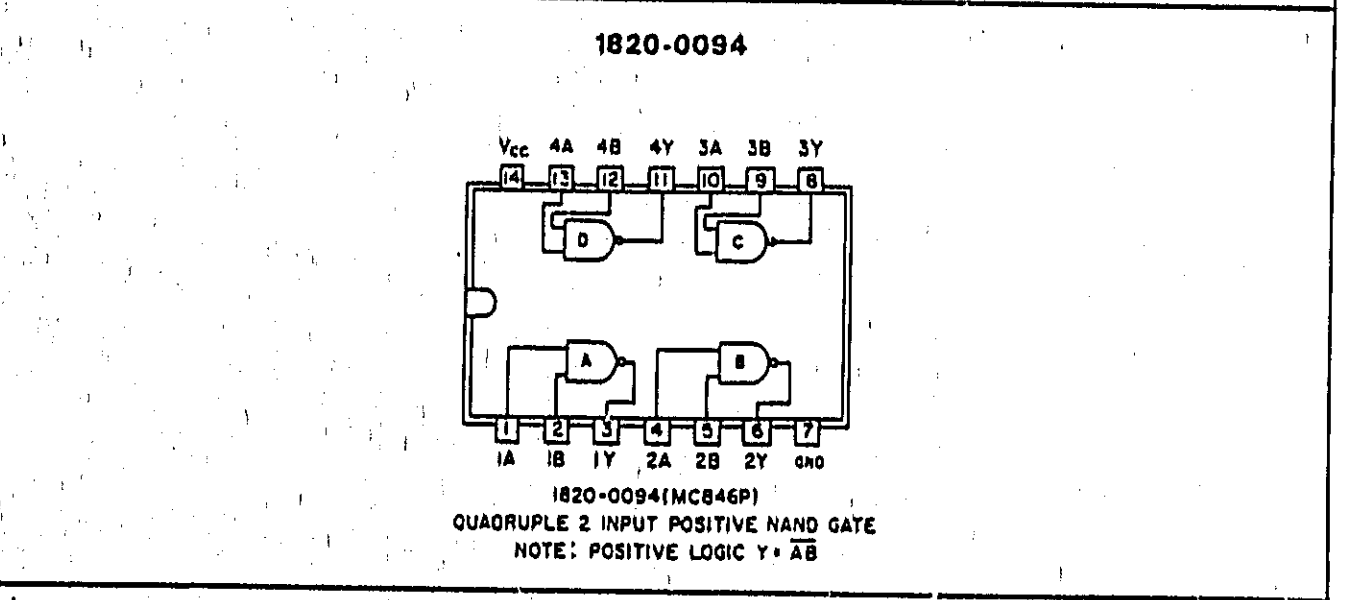 1820-0094
Vcc 4A 4B 4Y 3A 3B 3Y
14 13 12 11 10 9 8
D C
A B
1 2 3 4 5 6 7
1A 1B 1Y 2A 2B 2Y GND
1820-0094(MC846P)
QUADRUPLE 2 INPUT POSITIVE NAND GATE
NOTE: POSITIVE LOGIC Y = A̅B̅